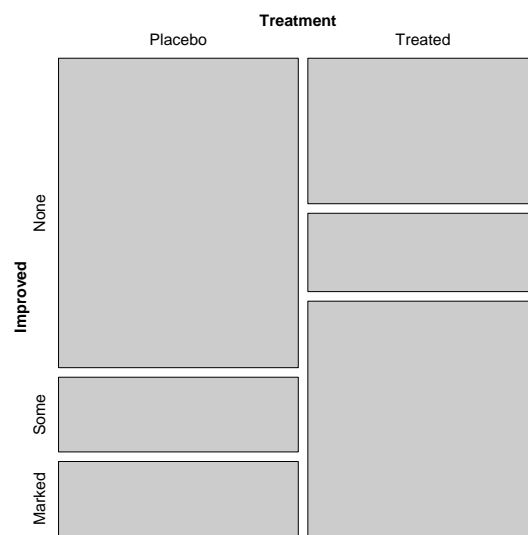 Treatment
Placebo Treated
Improved
None
Some
Marked